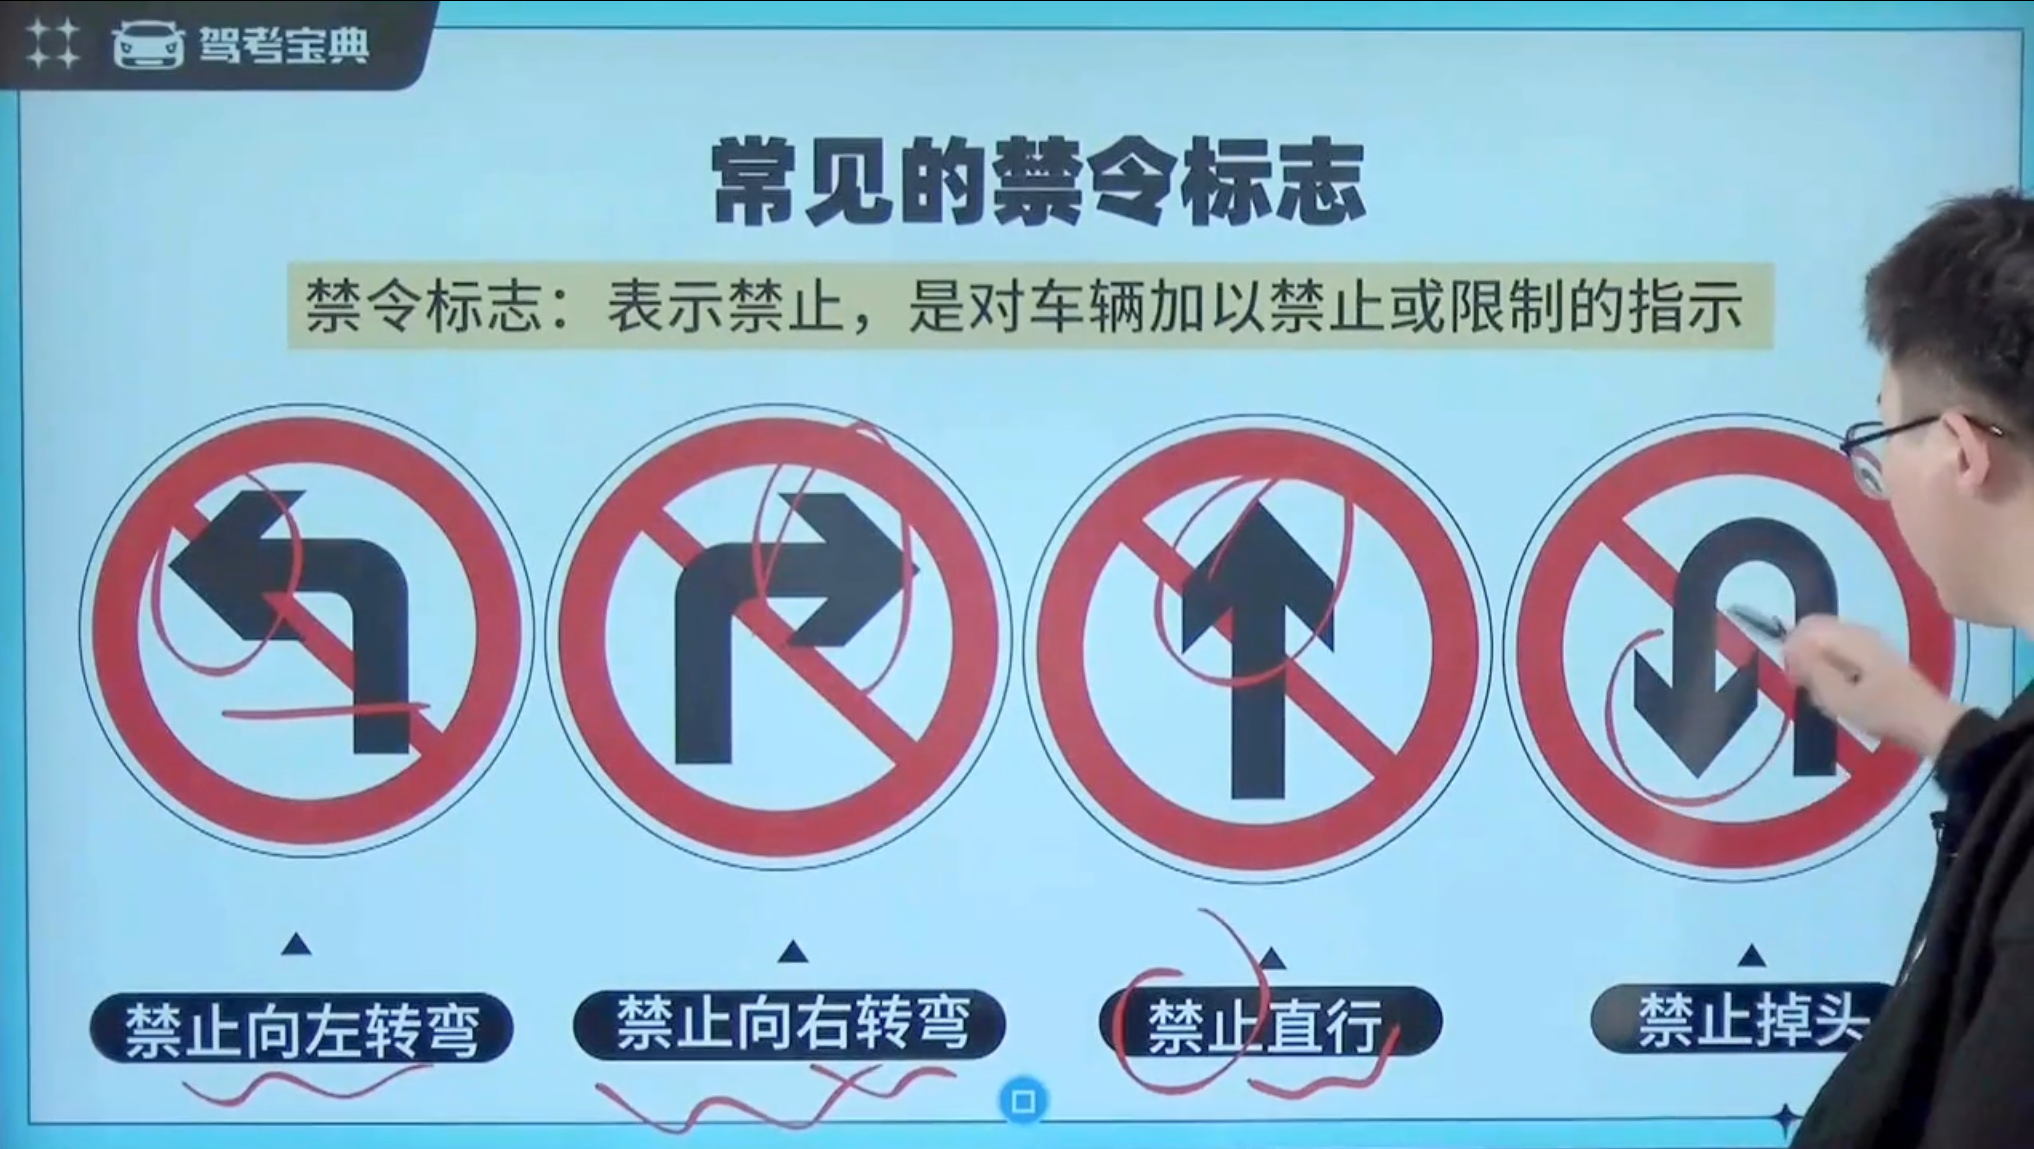 驾考宝典
常见的禁令标志
禁令标志：表示禁止，是对车辆加以禁止或限制的指示
禁止向左转弯
禁止向右转弯
禁止直行
禁止掉头